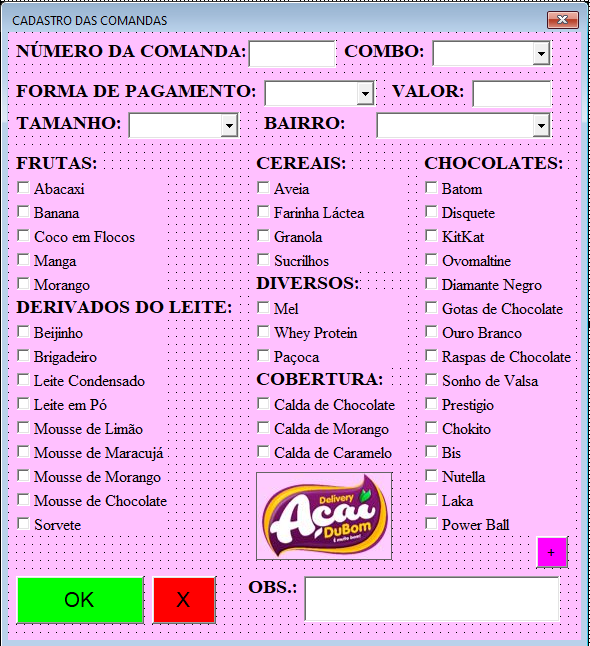 CADASTRO DAS COMANDAS
NÚMERO DA COMANDA: COMBO:
FORMA DE PAGAMENTO: VALOR:
TAMANHO: BAIRRO:
FRUTAS:
Abacaxi
Banana
Coco em Flocos
Manga
Morango
DERIVADOS DO LEITE:
Beijinho
Brigadeiro
Leite Condensado
Leite em Pó
Mousse de Limão
Mousse de Maracujá
Mousse de Morango
Mousse de Chocolate
Sorvete
CEREAIS:
Aveia
Farinha Láctea
Granola
Sucrilhos
DIVERSOS:
Mel
Whey Protein
Paçoca
COBERTURA:
Calda de Chocolate
Calda de Morango
Calda de Caramelo
Delivery
Açaí
DuBom
É muito bom!
CHOCOLATES:
Batom
Disquete
KitKat
Ovomaltine
Diamante Negro
Gotas de Chocolate
Ouro Branco
Raspas de Chocolate
Sonho de Valsa
Prestigio
Chokito
Bis
Nutella
Laka
Power Ball
+
OK X OBS.: